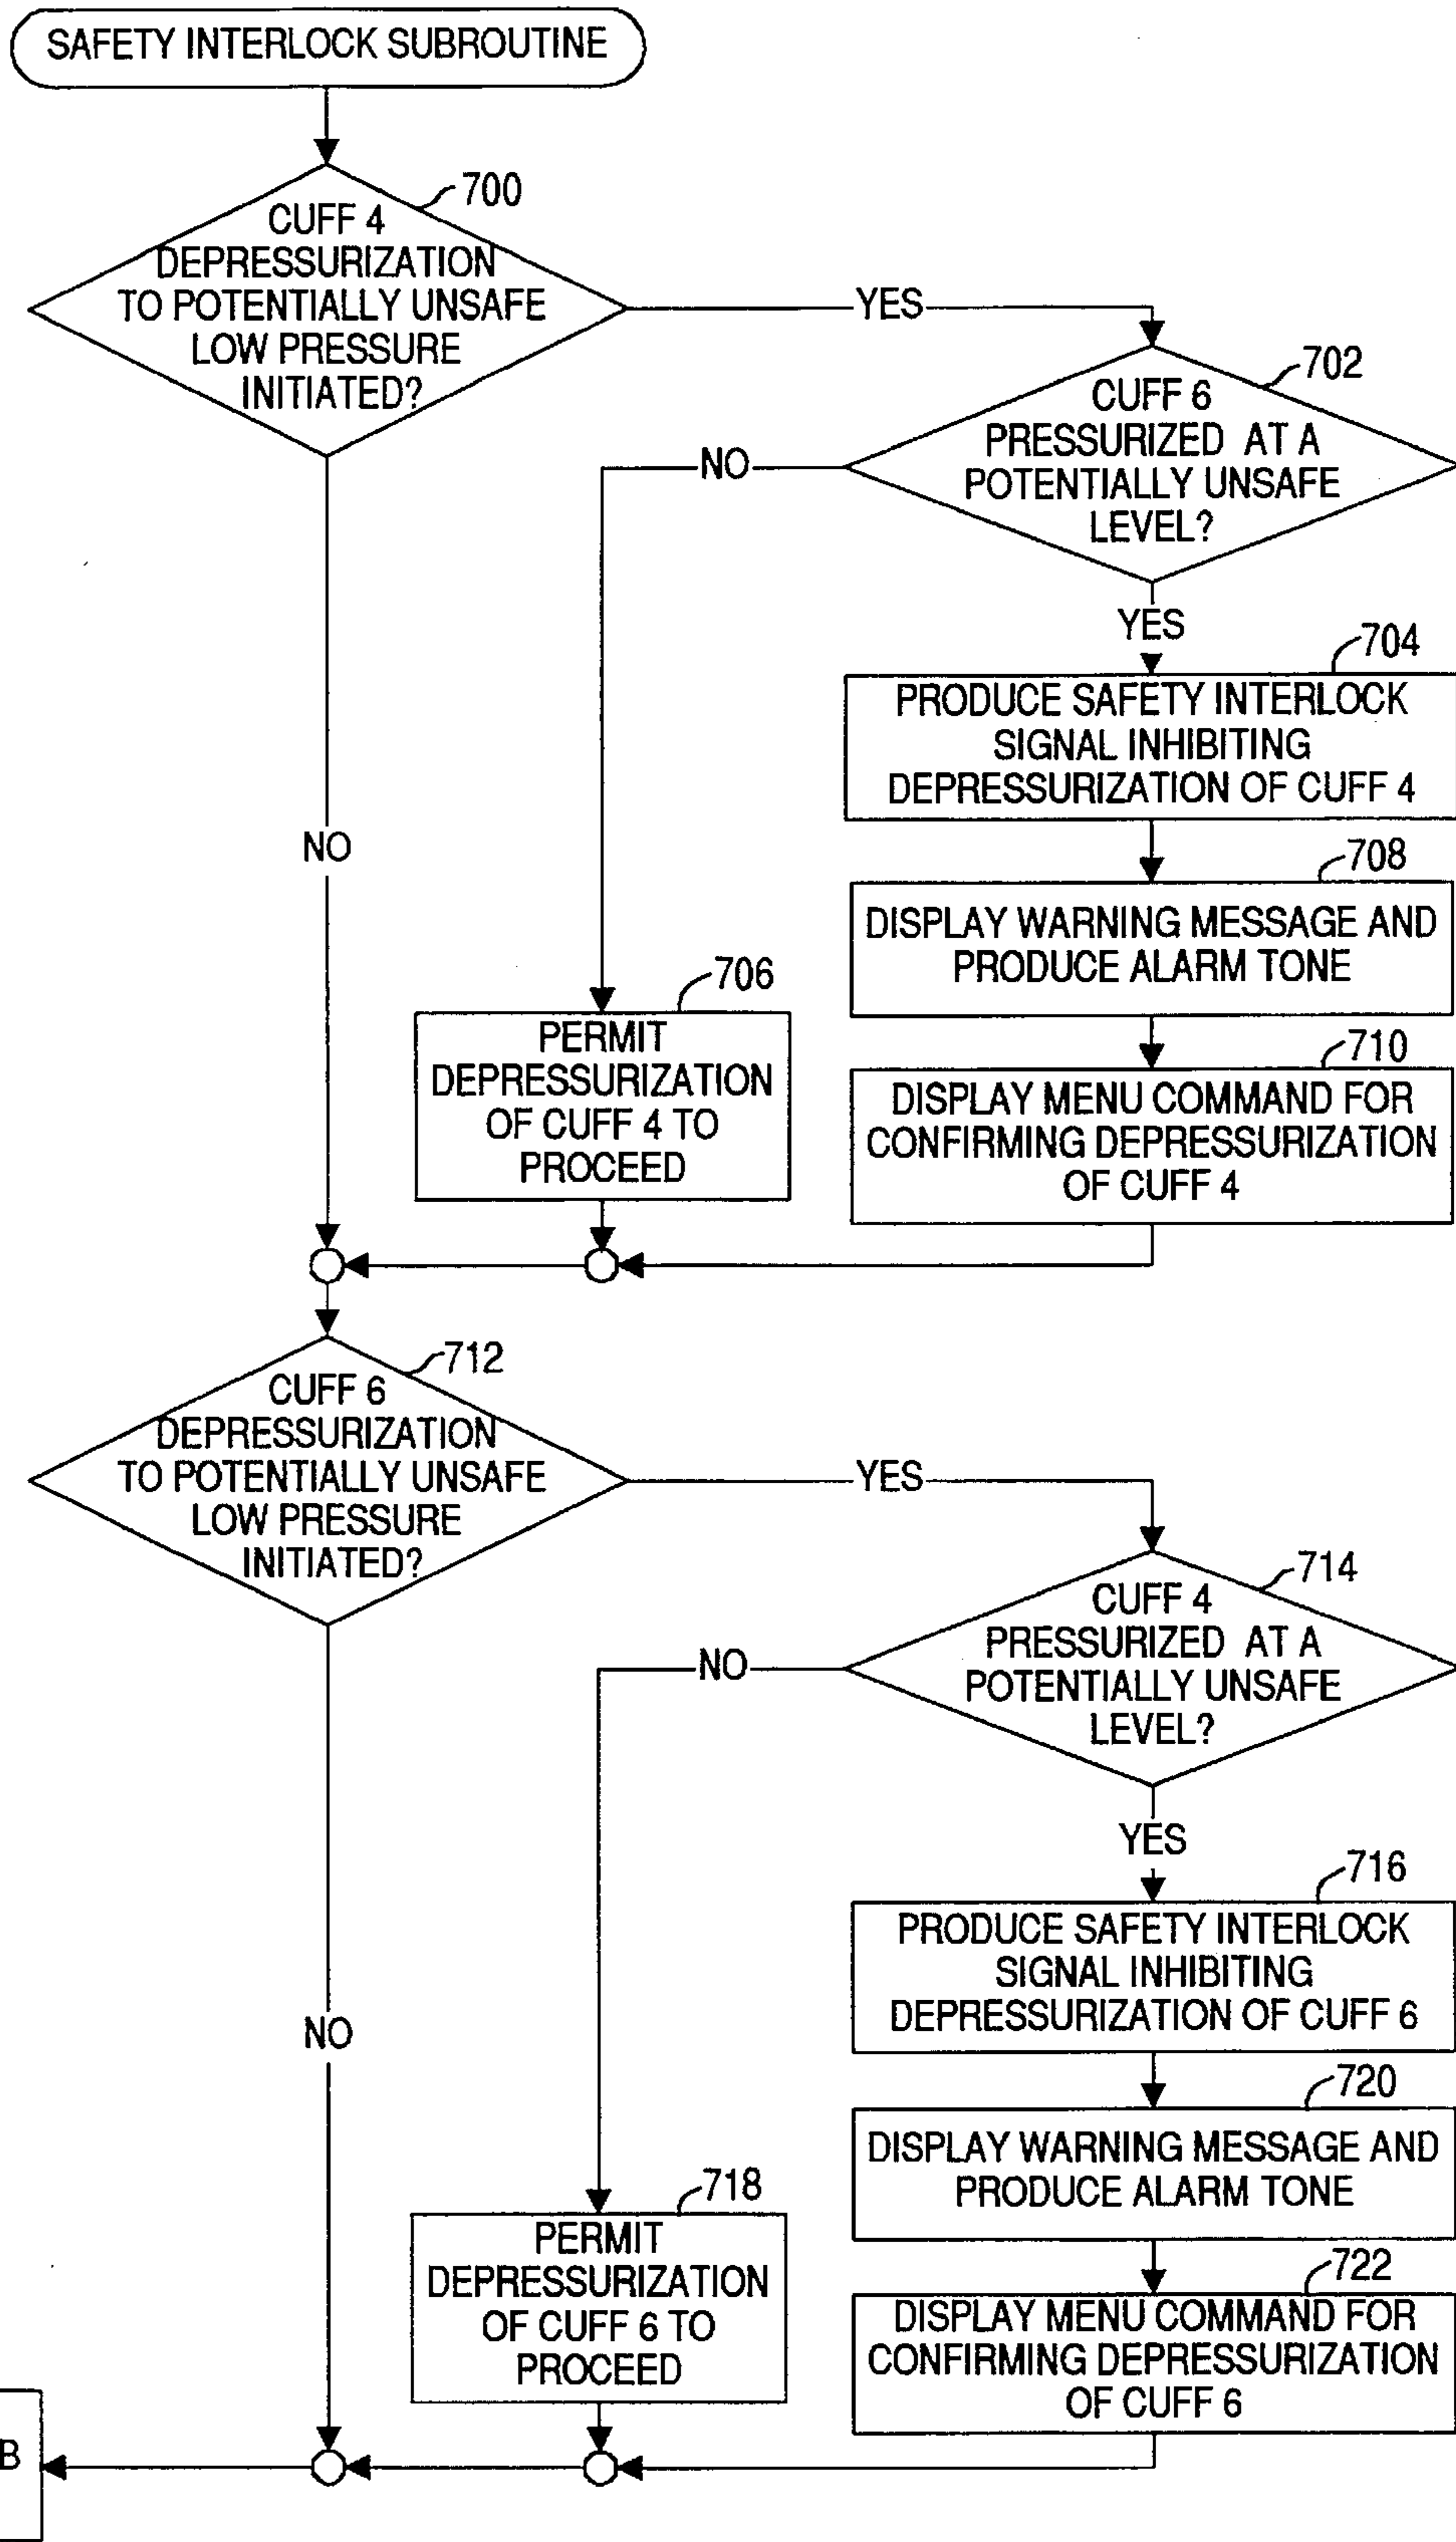 SAFETY INTERLOCK SUBROUTINE
700
CUFF 4
DEPRESSURIZATION
TO POTENTIALLY UNSAFE
LOW PRESSURE
INITIATED?
YES
702
CUFF 6
PRESSURIZED AT A
POTENTIALLY UNSAFE
LEVEL?
NO
YES
704
PRODUCE SAFETY INTERLOCK
SIGNAL INHIBITING
DEPRESSURIZATION OF CUFF 4
NO
708
DISPLAY WARNING MESSAGE AND
PRODUCE ALARM TONE
706
PERMIT
DEPRESSURIZATION
OF CUFF 4 TO
PROCEED
710
DISPLAY MENU COMMAND FOR
CONFIRMING DEPRESSURIZATION
OF CUFF 4
712
CUFF 6
DEPRESSURIZATION
TO POTENTIALLY UNSAFE
LOW PRESSURE
INITIATED?
YES
714
CUFF 4
PRESSURIZED AT A
POTENTIALLY UNSAFE
LEVEL?
NO
YES
716
PRODUCE SAFETY INTERLOCK
SIGNAL INHIBITING
DEPRESSURIZATION OF CUFF 6
NO
720
DISPLAY WARNING MESSAGE AND
PRODUCE ALARM TONE
718
PERMIT
DEPRESSURIZATION
OF CUFF 6 TO
PROCEED
722
DISPLAY MENU COMMAND FOR
CONFIRMING DEPRESSURIZATION
OF CUFF 6
B